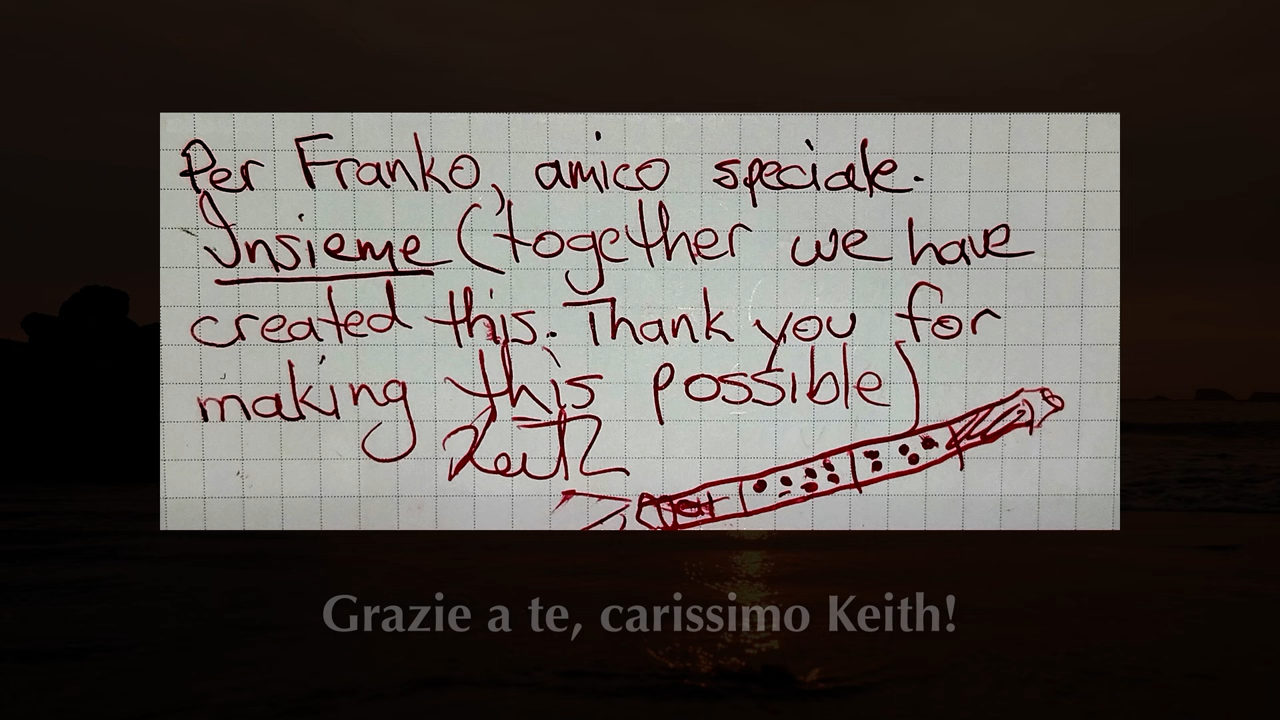 Per Franko, amico speciale.
Insieme (together we have
created this. Thank you for
making this possible)
Keith
Grazie a te, carissimo Keith!